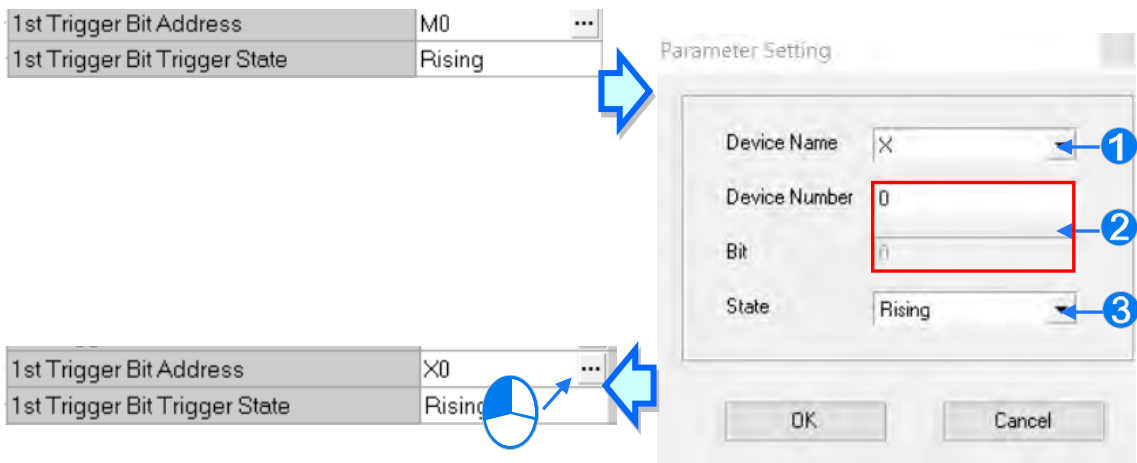 1st Trigger Bit Address M0 ...
1st Trigger Bit Trigger State Rising
Parameter Setting
Device Name X 1
Device Number 0
2
Bit 0
State Rising 3
OK Cancel
1st Trigger Bit Address X0 ...
1st Trigger Bit Trigger State Rising